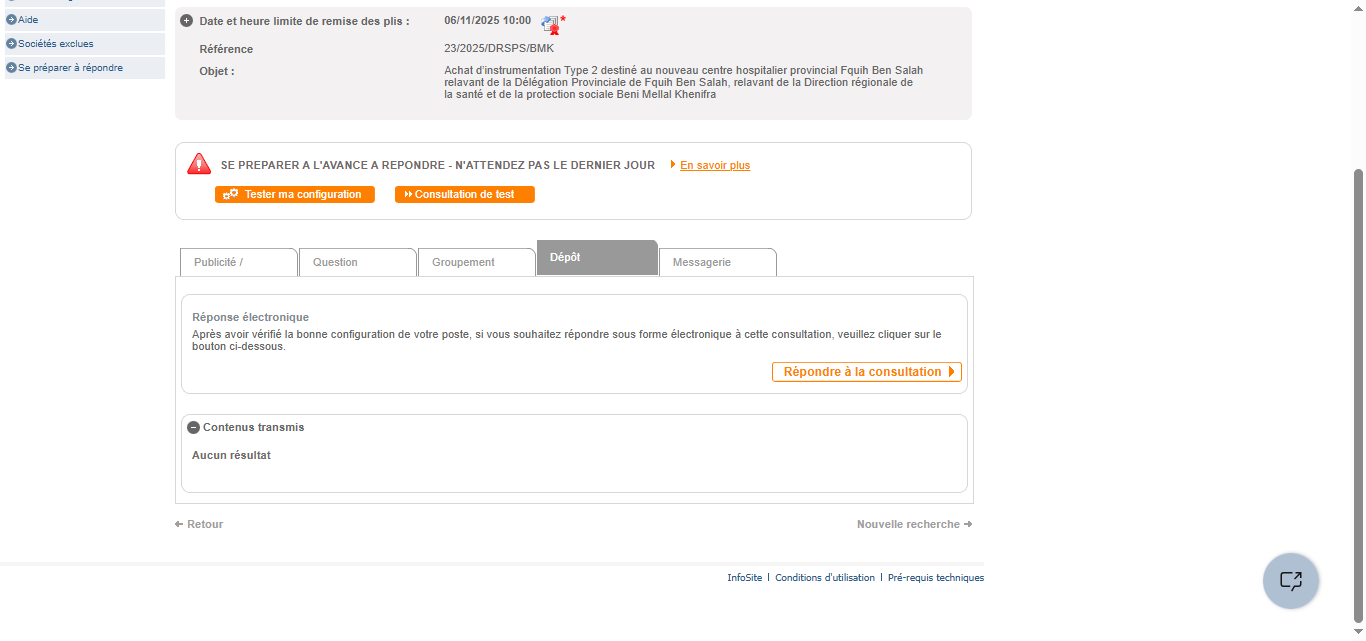 Aide
Sociétés exclues
Se préparer à répondre
Date et heure limite de remise des plis :
06/11/2025 10:00
*
Référence
23/2025/DRSPS/BMK
Objet :
Achat d'instrumentation Type 2 destiné au nouveau centre hospitalier provincial Fquih Ben Salah
relevant de la Délégation Provinciale de Fquih Ben Salah, relevant de la Direction régionale de
la santé et de la protection sociale Beni Mellal Khenifra
SE PREPARER A L'AVANCE A REPONDRE - N'ATTENDEZ PAS LE DERNIER JOUR
En savoir plus
Tester ma configuration
Consultation de test
Publicité /
Question
Groupement
Dépôt
Messagerie
Réponse électronique
Après avoir vérifié la bonne configuration de votre poste, si vous souhaitez répondre sous forme électronique à cette consultation, veuillez cliquer sur le
bouton ci-dessous.
Répondre à la consultation
Contenus transmis
Aucun résultat
Retour
Nouvelle recherche
InfoSite | Conditions d'utilisation | Pré-requis techniques